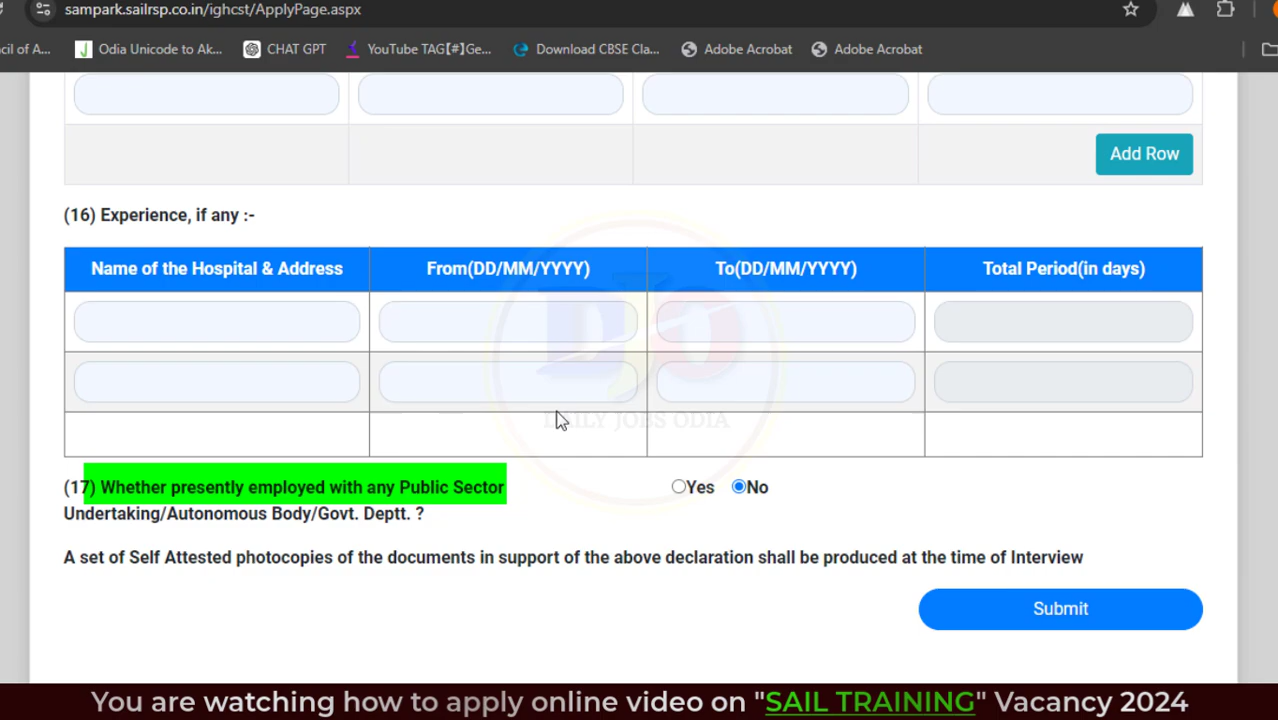 sampark.sailrsp.co.in/ighcst/ApplyPage.aspx
cil of A...
Odia Unicode to Ak...
CHAT GPT
YouTube TAG【#】Ge...
Download CBSE Cla...
Adobe Acrobat
Adobe Acrobat
Add Row
(16) Experience, if any :-
Name of the Hospital & Address
From(DD/MM/YYYY)
To(DD/MM/YYYY)
Total Period(in days)
DAILY JOBS ODIA
(17) Whether presently employed with any Public Sector
Yes
No
Undertaking/Autonomous Body/Govt. Deptt. ?
A set of Self Attested photocopies of the documents in support of the above declaration shall be produced at the time of Interview
Submit
You are watching how to apply online video on "SAIL TRAINING" Vacancy 2024